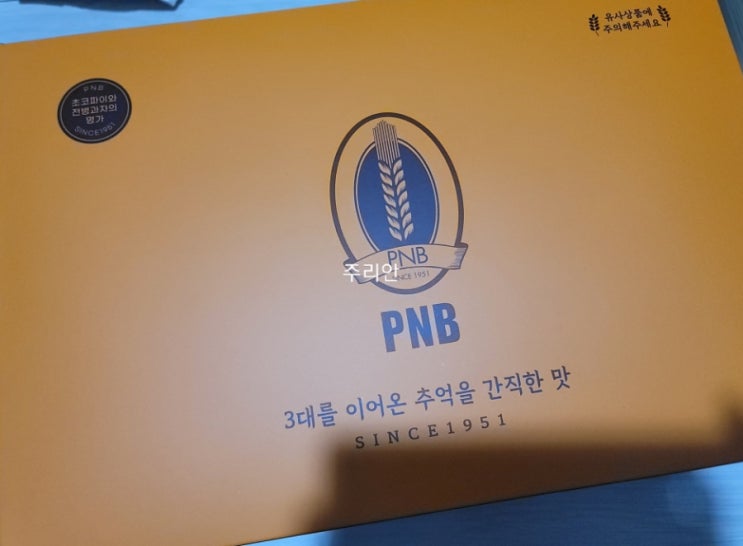 유사상품에
주의해주세요
PNB
초코파이와
전병과자의
명가
SINCE1951
PNB
SINCE 1951
주리안
PNB
3대를 이어온 추억을 간직한 맛
SINCE1951